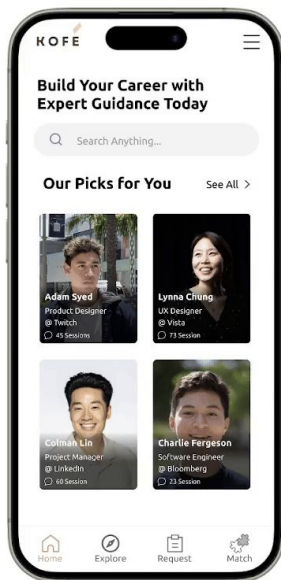 KOFE
Build Your Career with
Expert Guidance Today
Search Anything...
Our Picks for You
See All >
Adam Syed
Product Designer
@ Twitch
45 Sessions
Lynna Chung
UX Designer
@ Vista
73 Session
Colman Lin
Project Manager
@ LinkedIn
60 Session
Charlie Fergeson
Software Engineer
@ Bloomberg
23 Session
Home
Explore
Request
Match